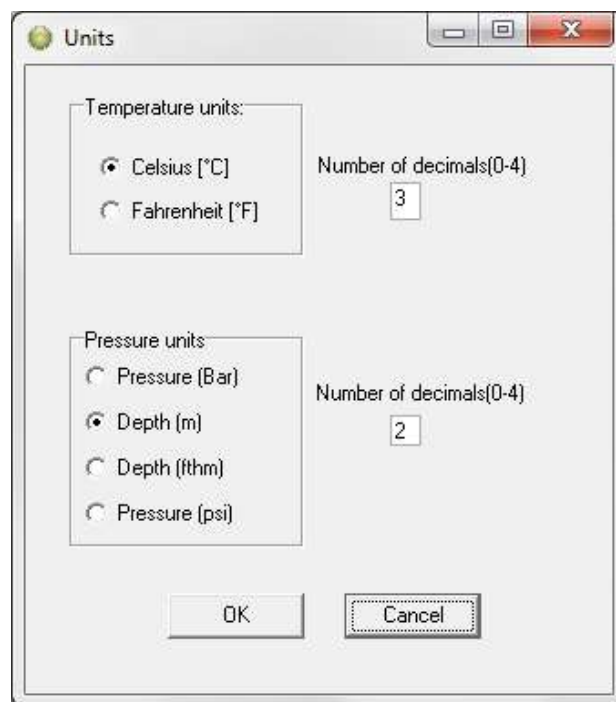 Units
Temperature units:
Celsius [°C]
Fahrenheit [°F]
Number of decimals(0-4)
3
Pressure units
Pressure (Bar)
Depth (m)
Depth (fthm)
Pressure (psi)
Number of decimals(0-4)
2
OK
Cancel